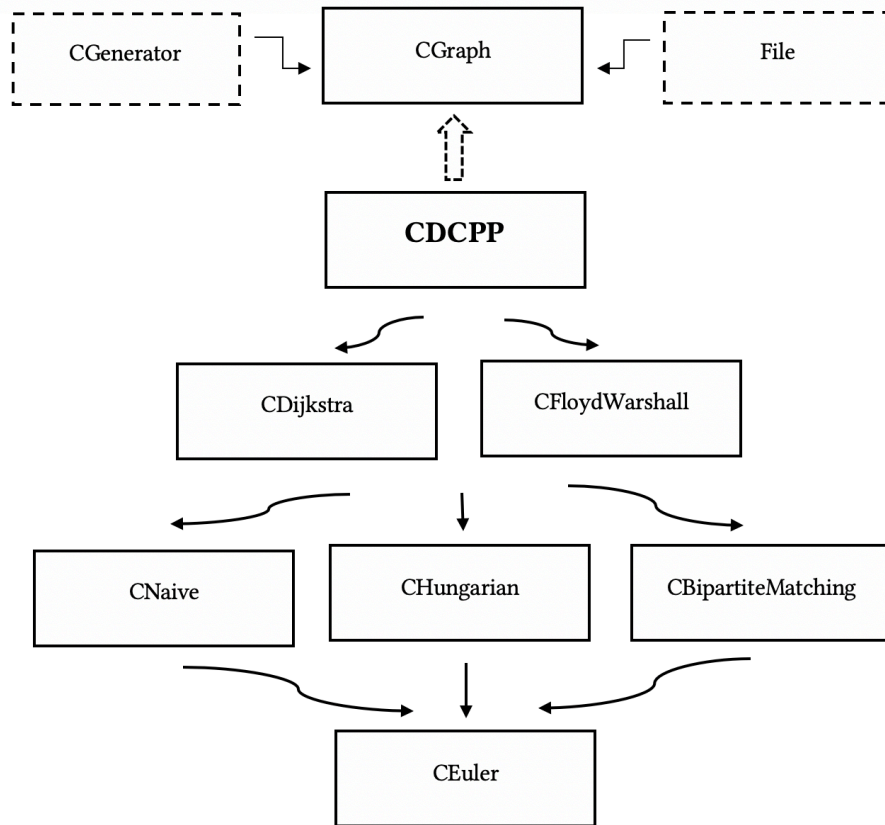 CGenerator
CGraph
File
CDCPP
CDijkstra
CFloydWarshall
CNaive
CHungarian
CBipartiteMatching
CEuler